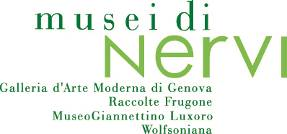 musei di
Nervi
Galleria d'Arte Moderna di Genova
Raccolte Frugone
MuseoGiannettino Luxoro
Wolfsoniana